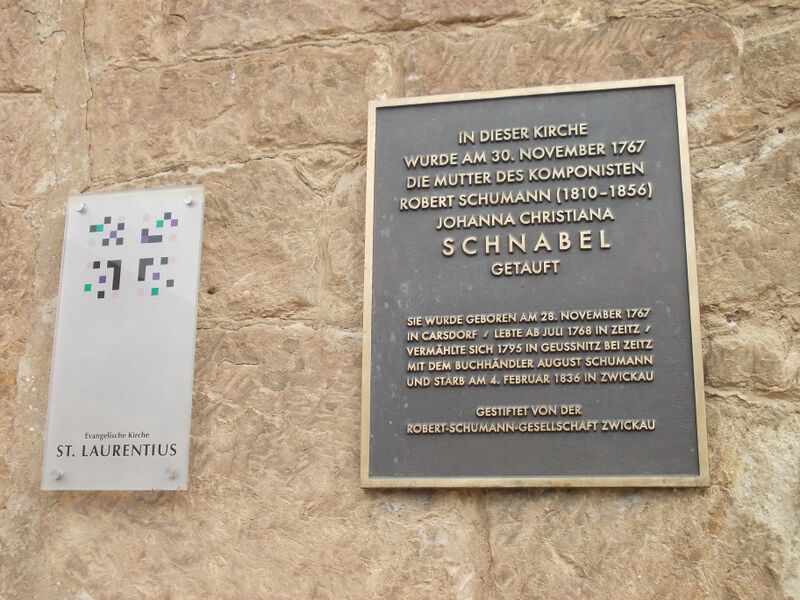 Evangelische Kirche
ST. LAURENTIUS
IN DIESER KIRCHE
WURDE AM 30. NOVEMBER 1767
DIE MUTTER DES KOMPONISTEN
ROBERT SCHUMANN (1810-1856)
JOHANNA CHRISTIANA
SCHNABEL
GETAUFT
SIE WURDE GEBOREN AM 28. NOVEMBER 1767
IN CARSDORF / LEBTE AB JULI 1768 IN ZEITZ /
VERMÄHLTE SICH 1795 IN GEUSSNITZ BEI ZEITZ
MIT DEM BUCHHÄNDLER AUGUST SCHUMANN
UND STARB AM 4. FEBRUAR 1836 IN ZWICKAU
GESTIFTET VON DER
ROBERT-SCHUMANN-GESELLSCHAFT ZWICKAU